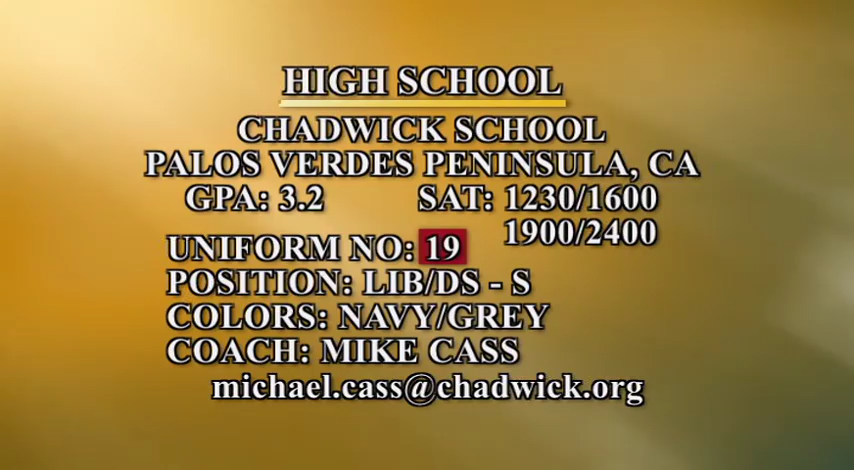 HIGH SCHOOL
CHADWICK SCHOOL
PALOS VERDES PENINSULA, CA
GPA: 3.2 SAT: 1230/1600
1900/2400
UNIFORM NO: 19
POSITION: LIB/DS - S
COLORS: NAVY/GREY
COACH: MIKE CASS
michael.cass@chadwick.org